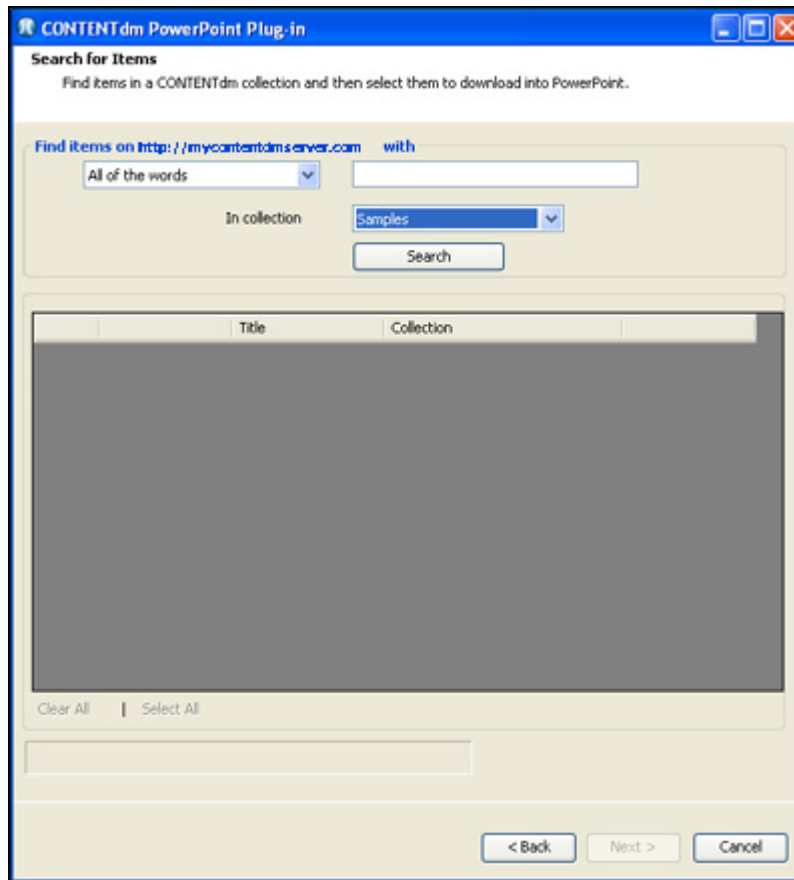 CONTENTdm PowerPoint Plug-in
Search for Items
Find items in a CONTENTdm collection and then select them to download into PowerPoint.
Find items on http://mycontentdmserver.com with
All of the words
In collection Samples
Search
Title Collection
Clear All | Select All
< Back Next > Cancel